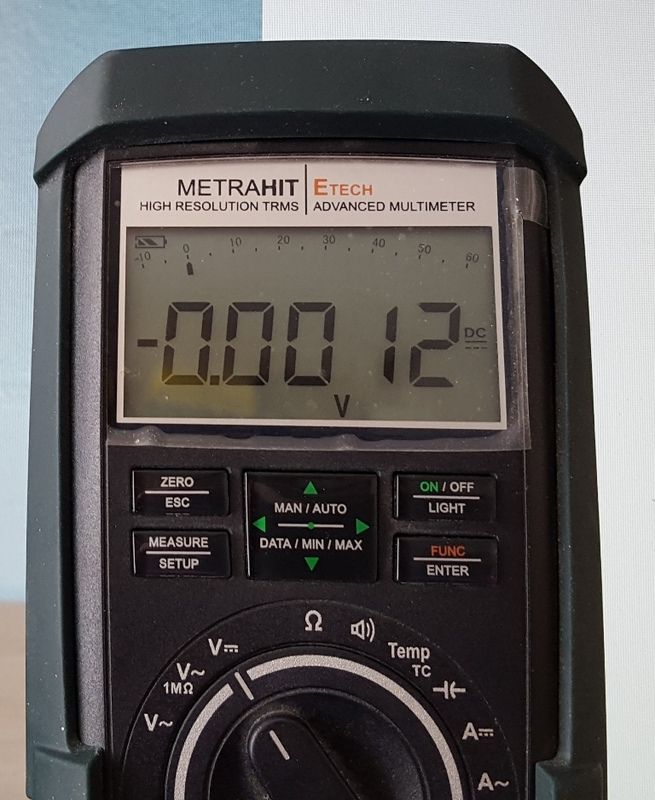 METRAHIT ETECH
HIGH RESOLUTION TRMS ADVANCED MULTIMETER
-10 0 10 20 30 40 50 60
-0.0012 DC
V
ZERO
ESC
MAN / AUTO
DATA / MIN / MAX
ON / OFF
LIGHT
MEASURE
SETUP
FUNC
ENTER
Ω
V
Temp
TC
V~
1MΩ
V~
A
A~